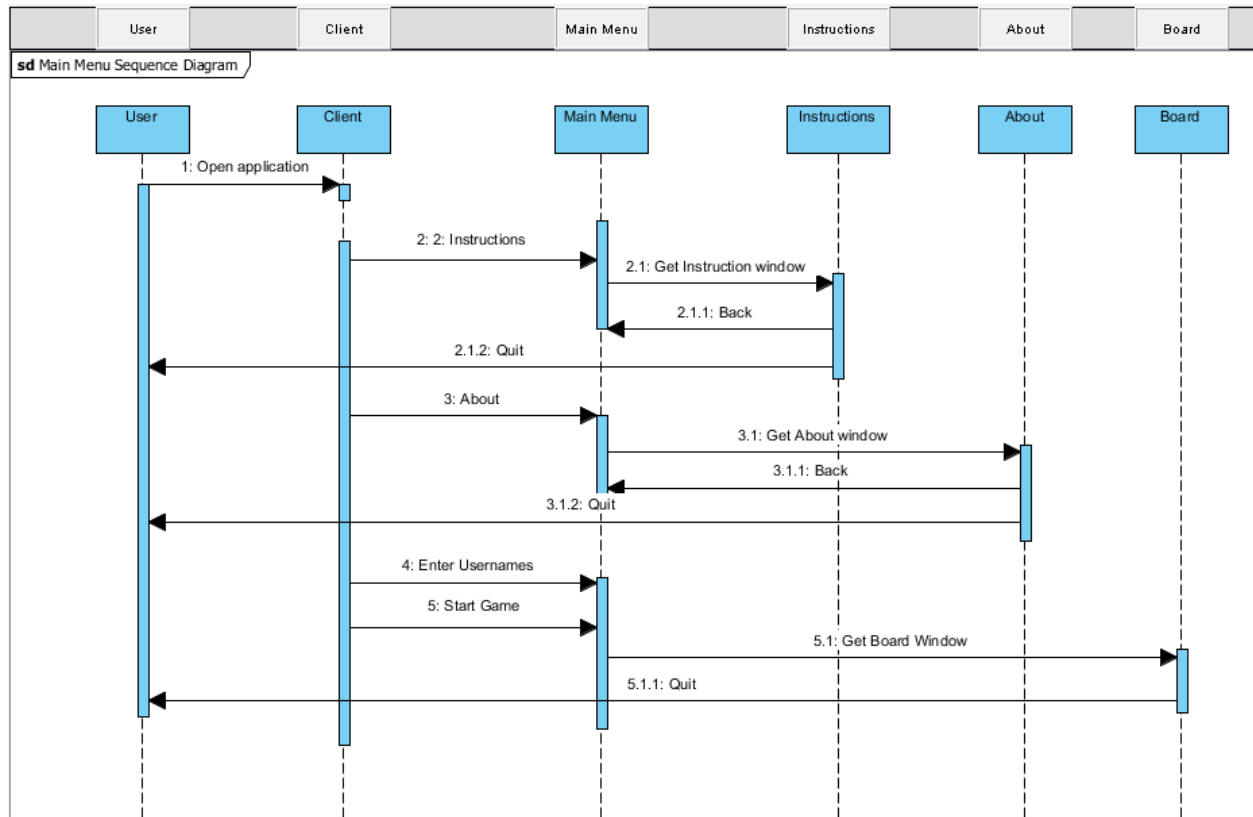 User Client Main Menu Instructions About Board
sd Main Menu Sequence Diagram
User Client Main Menu Instructions About Board
1: Open application
2: 2: Instructions
2.1: Get Instruction window
2.1.1: Back
2.1.2: Quit
3: About
3.1: Get About window
3.1.1: Back
3.1.2: Quit
4: Enter Usernames
5: Start Game
5.1: Get Board Window
5.1.1: Quit